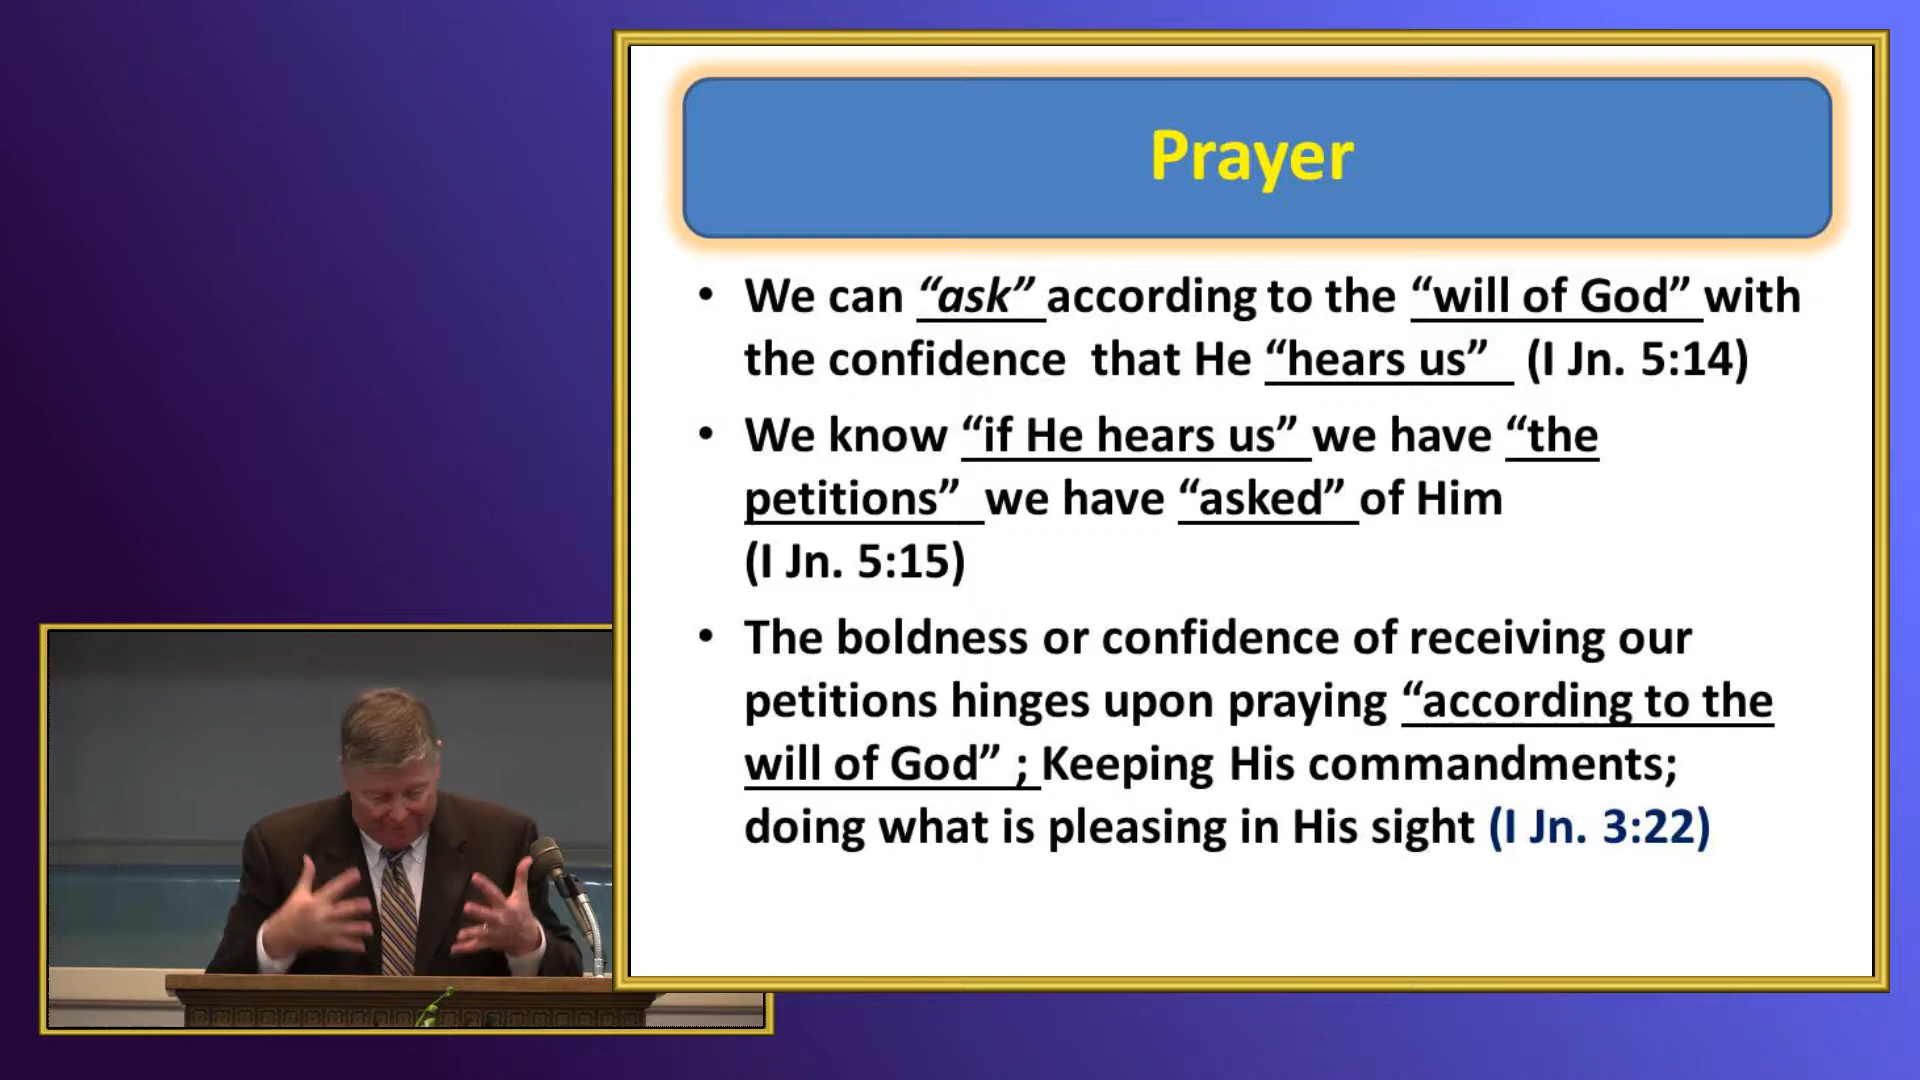 Prayer
• We can “ask” according to the “will of God” with
the confidence that He “hears us” (I Jn. 5:14)
• We know “if He hears us” we have “the
petitions” we have “asked” of Him
(I Jn. 5:15)
• The boldness or confidence of receiving our
petitions hinges upon praying “according to the
will of God” ; Keeping His commandments;
doing what is pleasing in His sight (I Jn. 3:22)